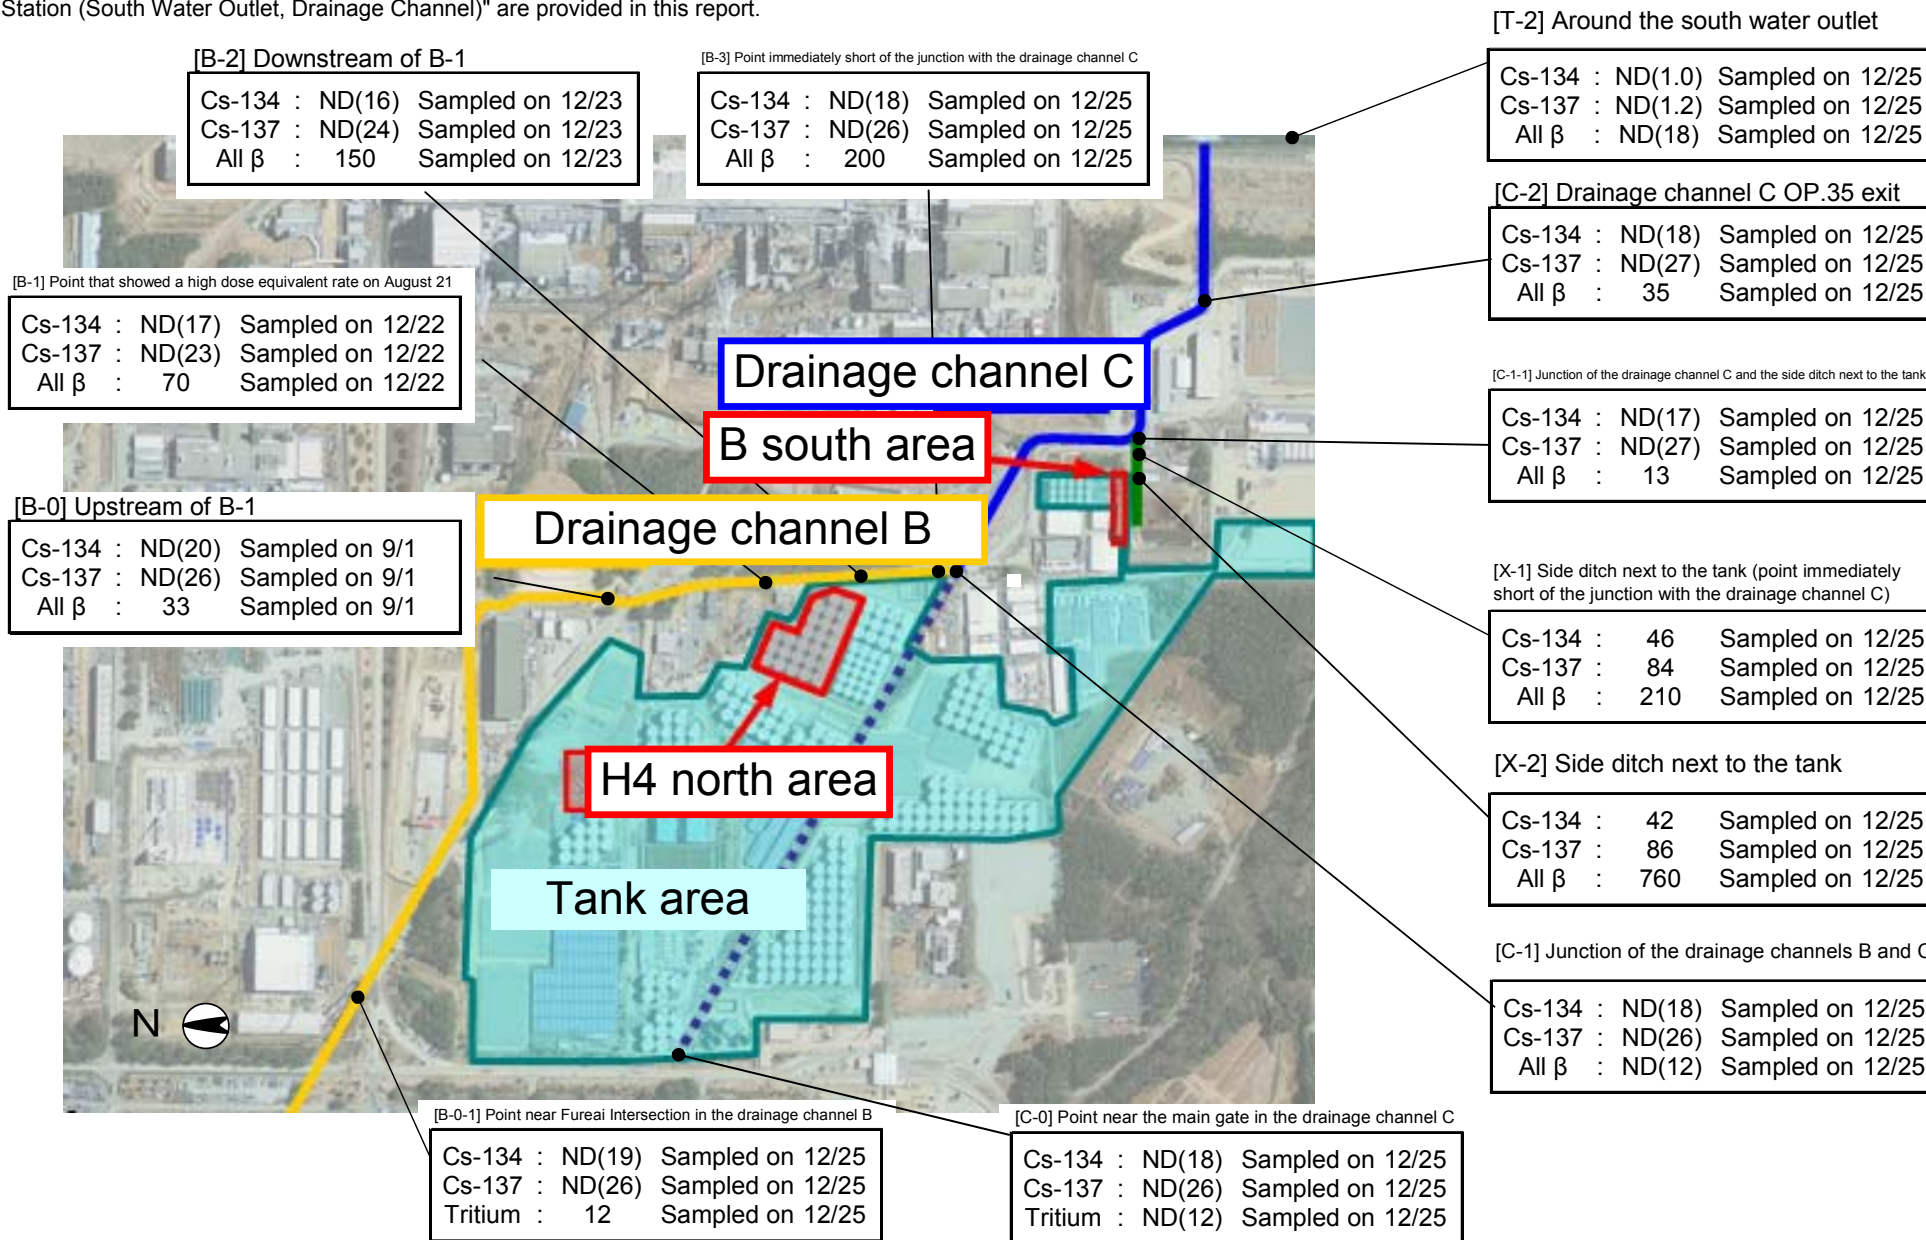 Station (South Water Outlet, Drainage Channel)" are provided in this report.
[T-2] Around the south water outlet
Cs-134 : ND(1.0) Sampled on 12/25
Cs-137 : ND(1.2) Sampled on 12/25
All β : ND(18) Sampled on 12/25
[B-2] Downstream of B-1
Cs-134 : ND(16) Sampled on 12/23
Cs-137 : ND(24) Sampled on 12/23
All β : 150 Sampled on 12/23
[B-3] Point immediately short of the junction with the drainage channel C
Cs-134 : ND(18) Sampled on 12/25
Cs-137 : ND(26) Sampled on 12/25
All β : 200 Sampled on 12/25
[C-2] Drainage channel C OP.35 exit
Cs-134 : ND(18) Sampled on 12/25
Cs-137 : ND(27) Sampled on 12/25
All β : 35 Sampled on 12/25
[B-1] Point that showed a high dose equivalent rate on August 21
Cs-134 : ND(17) Sampled on 12/22
Cs-137 : ND(23) Sampled on 12/22
All β : 70 Sampled on 12/22
Drainage channel C
[C-1-1] Junction of the drainage channel C and the side ditch next to the tank
Cs-134 : ND(17) Sampled on 12/25
Cs-137 : ND(27) Sampled on 12/25
All β : 13 Sampled on 12/25
B south area
[B-0] Upstream of B-1
Cs-134 : ND(20) Sampled on 9/1
Cs-137 : ND(26) Sampled on 9/1
All β : 33 Sampled on 9/1
Drainage channel B
[X-1] Side ditch next to the tank (point immediately
short of the junction with the drainage channel C)
Cs-134 : 46 Sampled on 12/25
Cs-137 : 84 Sampled on 12/25
All β : 210 Sampled on 12/25
H4 north area
[X-2] Side ditch next to the tank
Cs-134 : 42 Sampled on 12/25
Cs-137 : 86 Sampled on 12/25
All β : 760 Sampled on 12/25
Tank area
[C-1] Junction of the drainage channels B and C
Cs-134 : ND(18) Sampled on 12/25
Cs-137 : ND(26) Sampled on 12/25
All β : ND(12) Sampled on 12/25
N
[B-0-1] Point near Fureai Intersection in the drainage channel B
Cs-134 : ND(19) Sampled on 12/25
Cs-137 : ND(26) Sampled on 12/25
Tritium : 12 Sampled on 12/25
[C-0] Point near the main gate in the drainage channel C
Cs-134 : ND(18) Sampled on 12/25
Cs-137 : ND(26) Sampled on 12/25
Tritium : ND(12) Sampled on 12/25